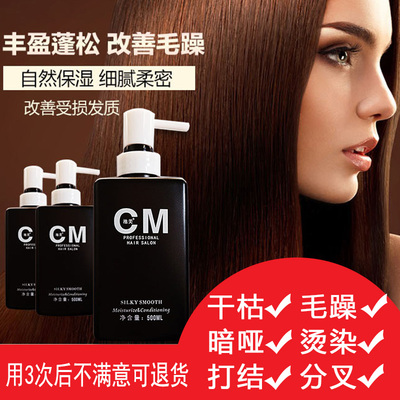 丰盈蓬松 改善毛躁
自然保湿 细腻柔密
改善受损发质
CM
PROFESSIONAL
HAIR SALON
SILKY SMOOTH
Moisturize&Conditioning
净含量:500ML
干枯✓ 毛躁✓
暗哑✓ 烫染✓
打结✓ 分叉✓
用3次后不满意可退货